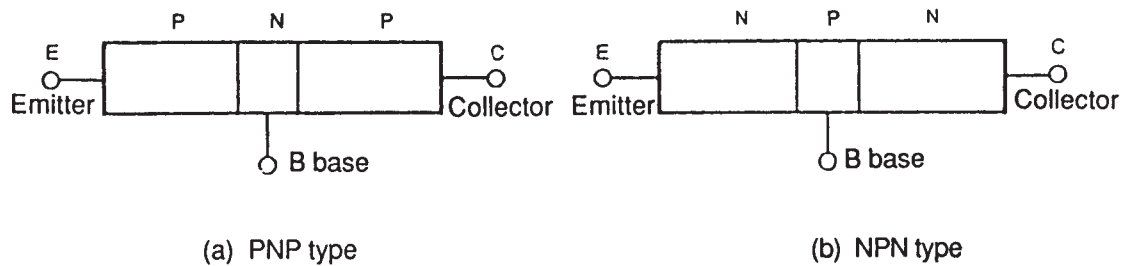 P N P
E
C
Emitter
Collector
B base
(a) PNP type
N P N
E
C
Emitter
Collector
B base
(b) NPN type